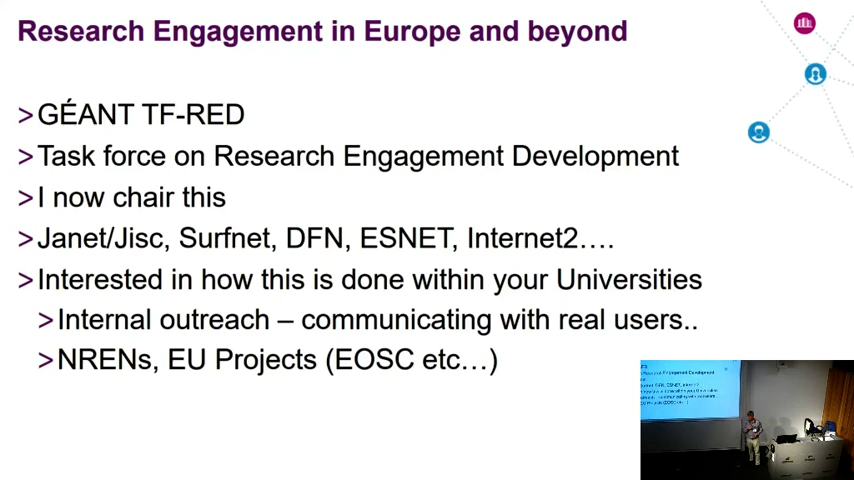 Research Engagement in Europe and beyond
>GÉANT TF-RED
>Task force on Research Engagement Development
>I now chair this
>Janet/Jisc, Surfnet, DFN, ESNET, Internet2….
>Interested in how this is done within your Universities
>Internal outreach – communicating with real users..
>NRENs, EU Projects (EOSC etc…)